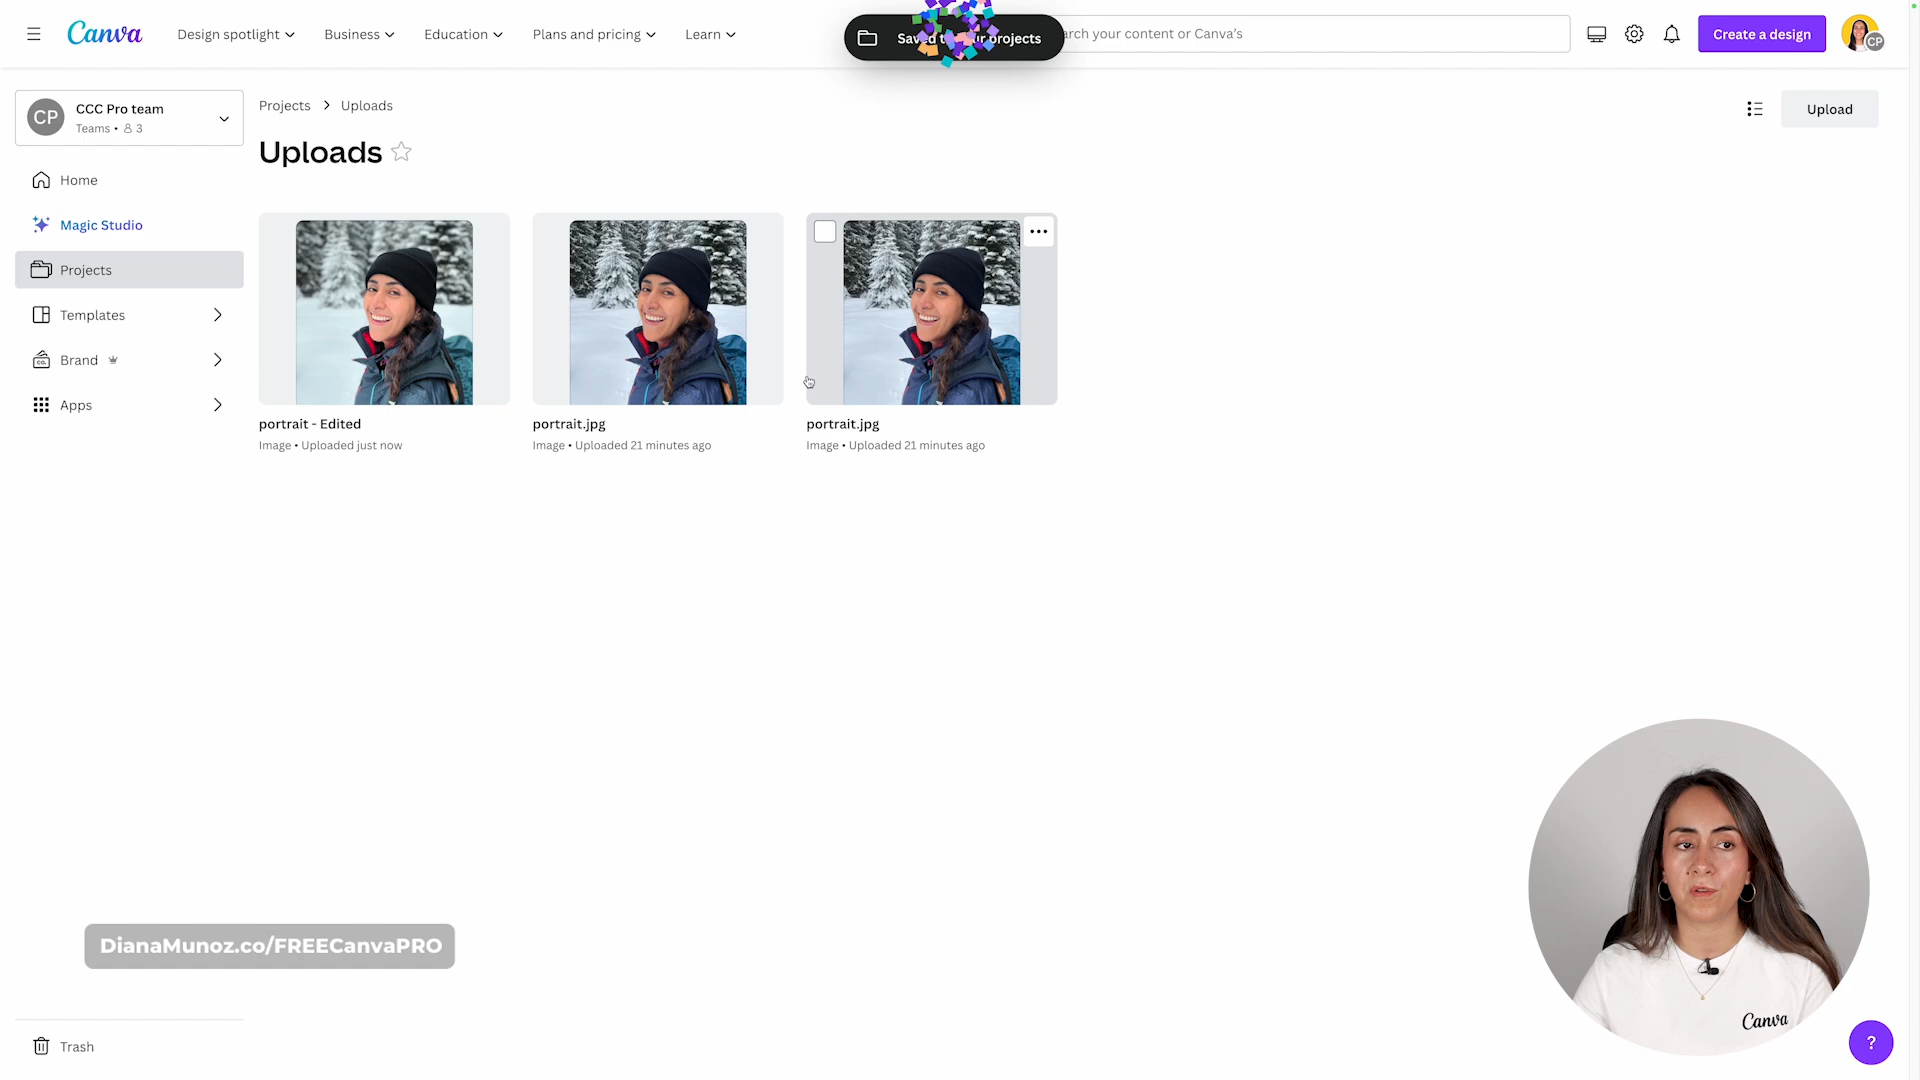 Canva
Design spotlight
Business
Education
Plans and pricing
Learn
projects
rch your content or Canva's
Create a design
CP
CP
CCC Pro team
Teams • 3
Projects > Uploads
Upload
Uploads
Home
Magic Studio
Projects
Templates
Brand
Apps
portrait - Edited
Image • Uploaded just now
portrait.jpg
Image • Uploaded 21 minutes ago
portrait.jpg
Image • Uploaded 21 minutes ago
DianaMunoz.co/FREECanvaPRO
Canva
Trash
?